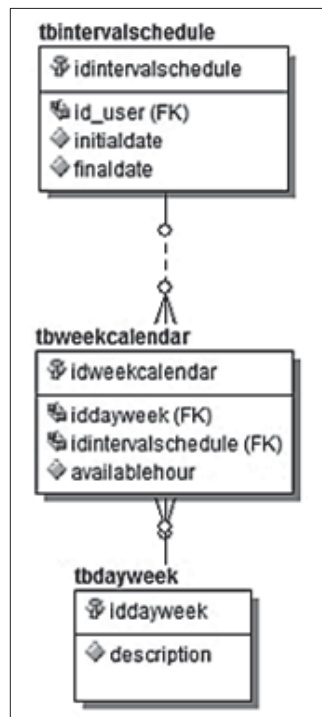 tbintervalschedule
idintervalschedule
id_user (FK)
initialdate
finaldate
tbweekcalendar
idweekcalendar
iddayweek (FK)
idintervalschedule (FK)
availablehour
tbdayweek
iddayweek
description